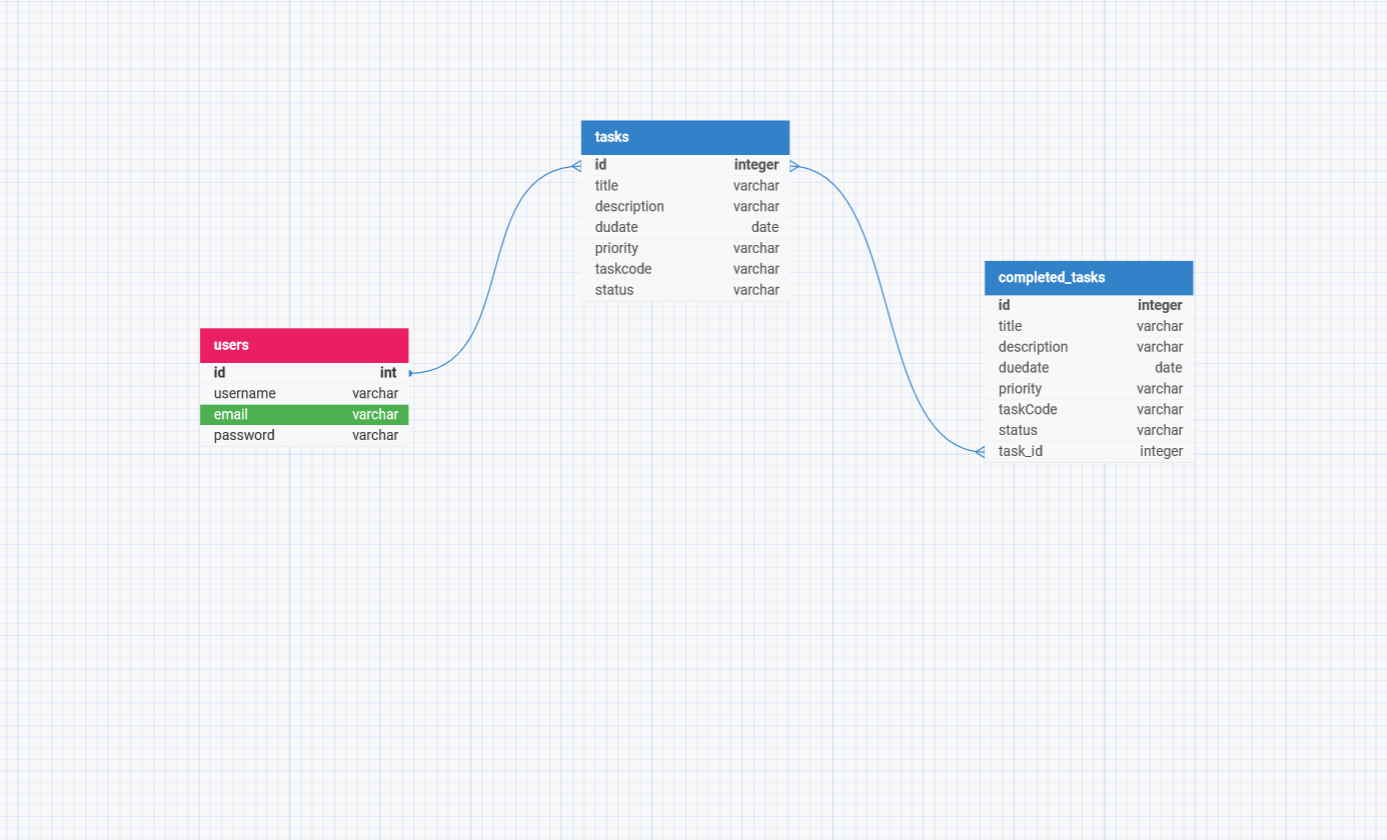 tasks
id integer
title varchar
description varchar
dudate date
priority varchar
taskcode varchar
status varchar
completed_tasks
id integer
title varchar
description varchar
duedate date
priority varchar
taskCode varchar
status varchar
task_id integer
users
id int
username varchar
email varchar
password varchar